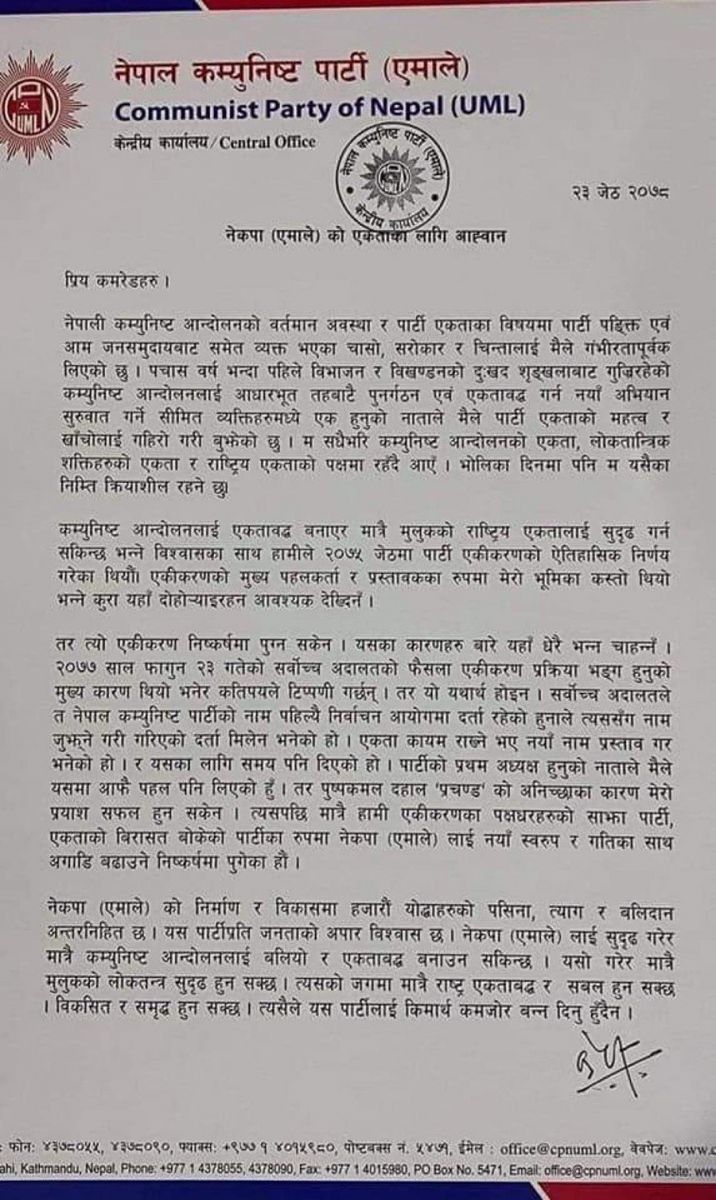 नेपाल कम्युनिष्ट पार्टी (एमाले)
Communist Party of Nepal (UML)
केन्द्रीय कार्यालय/Central Office
UML
नेपाल कम्युनिष्ट पार्टी (एमाले)
केन्द्रीय कार्यालय
२३ जेठ २०७८
नेकपा (एमाले) को एकताका लागि आह्वान
प्रिय कमरेडहरु ।
नेपाली कम्युनिष्ट आन्दोलनको वर्तमान अवस्था र पार्टी एकताका विषयमा पार्टी पङ्क्ति एवं
आम जनसमुदायबाट समेत व्यक्त भएका चासो, सरोकार र चिन्तालाई मैले गंभीरतापूर्वक
लिएको छु । पचास वर्ष भन्दा पहिले विभाजन र विखण्डनको दुःखद शृङ्खलाबाट गुज्रिरहेको
कम्युनिष्ट आन्दोलनलाई आधारभूत तहबाटै पुनर्गठन एवं एकतावद्ध गर्न नयाँ अभियान
सुरुवात गर्ने सीमित व्यक्तिहरुमध्ये एक हुनुको नाताले मैले पार्टी एकताको महत्व र
खाँचोलाई गहिरो गरी बुझेको छु । म सधैभरि कम्युनिष्ट आन्दोलनको एकता, लोकतान्त्रिक
शक्तिहरुको एकता र राष्ट्रिय एकताको पक्षमा रहँदै आएँ । भोलिका दिनमा पनि म यसैका
निम्ति क्रियाशील रहने छु।
कम्युनिष्ट आन्दोलनलाई एकतावद्ध बनाएर मात्रै मुलुकको राष्ट्रिय एकतालाई सुदृढ गर्न
सकिन्छ भन्ने विश्वासका साथ हामीले २०७५ जेठमा पार्टी एकीकरणको ऐतिहासिक निर्णय
गरेका थियौं। एकीकरणको मुख्य पहलकर्ता र प्रस्तावकका रुपमा मेरो भूमिका कस्तो थियो
भन्ने कुरा यहाँ दोहोऱ्याइरहन आवश्यक देख्दिनँ ।
तर त्यो एकीकरण निष्कर्षमा पुग्न सकेन । यसका कारणहरु बारे यहाँ धेरै भन्न चाहन्नँ ।
२०७७ साल फागुन २३ गतेको सर्वोच्च अदालतको फैसला एकीकरण प्रक्रिया भङ्ग हुनुको
मुख्य कारण थियो भनेर कतिपयले टिप्पणी गर्छन् । तर यो यथार्थ होइन । सर्वोच्च अदालतले
त नेपाल कम्युनिष्ट पार्टीको नाम पहिल्यै निर्वाचन आयोगमा दर्ता रहेको हुनाले त्यससँग नाम
जुझ्ने गरी गरिएको दर्ता मिलेन भनेको हो । एकता कायम राख्ने भए नयाँ नाम प्रस्ताव गर
भनेको हो । र यसका लागि समय पनि दिएको हो । पार्टीको प्रथम अध्यक्ष हुनुको नाताले मैले
यसमा आफै पहल पनि लिएको हुँ । तर पुष्पकमल दहाल 'प्रचण्ड' को अनिच्छाका कारण मेरो
प्रयाश सफल हुन सकेन । त्यसपछि मात्रै हामी एकीकरणका पक्षधरहरुको साझा पार्टी,
एकताको बिरासत बोकेको पार्टीका रुपमा नेकपा (एमाले) लाई नयाँ स्वरुप र गतिका साथ
अगाडि बढाउने निष्कर्षमा पुगेका हौं ।
नेकपा (एमाले) को निर्माण र विकासमा हजारौं योद्धाहरुको पसिना, त्याग र बलिदान
अन्तरनिहित छ । यस पार्टीप्रति जनताको अपार विश्वास छ । नेकपा (एमाले) लाई सुदृढ गरेर
मात्रै कम्युनिष्ट आन्दोलनलाई बलियो र एकतावद्ध बनाउन सकिन्छ । यसो गरेर मात्रै
मुलुकको लोकतन्त्र सुदृढ हुन सक्छ । त्यसको जगमा मात्रै राष्ट्र एकतावद्ध र सबल हुन सक्छ
। विकसित र समृद्ध हुन सक्छ । त्यसैले यस पार्टीलाई किमार्थ कमजोर बन्न दिनु हुँदैन ।
फोन: ४३७८०५५, ४३७८०९०, फ्याक्स: +९७७ १ ४०१५९८०, पोष्टबक्स नं. ५४७१, ईमेल : office@cpnuml.org, वेवपेज: www.c
ahi, Kathmandu, Nepal, Phone: +977 1 4378055, 4378090, Fax: +977 1 4015980, PO Box No. 5471, Email: office@cpnuml.org, Website: www